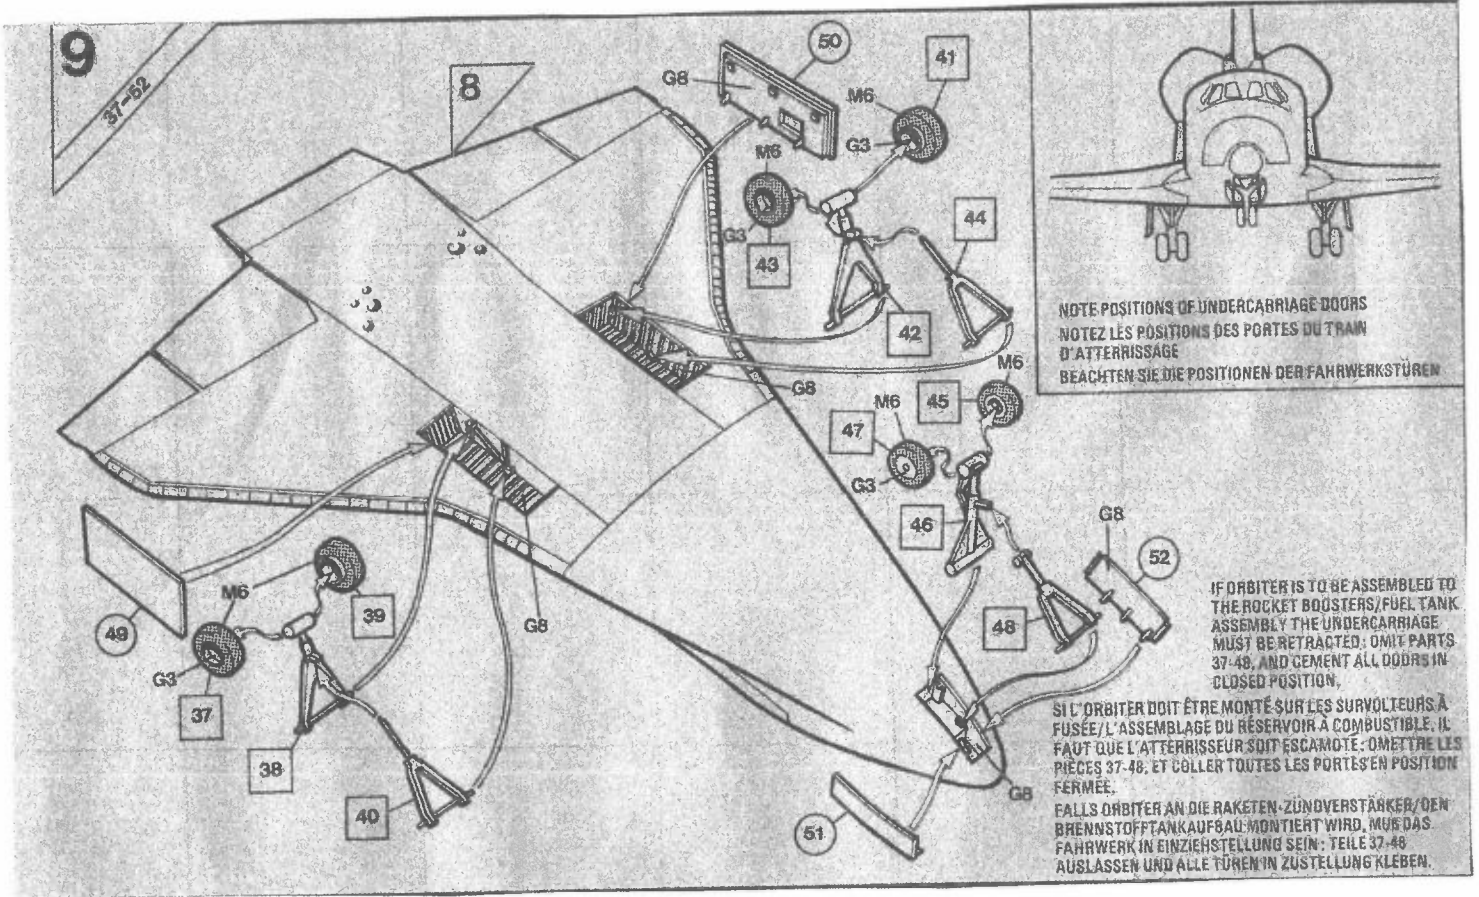 9
37-52
8
50
G8
M6
41
G3
M6
G3
43
44
42
G8
NOTE POSITIONS OF UNDERCARRIAGE DOORS
NOTEZ LES POSITIONS DES PORTES DU TRAIN
D'ATTERRISSAGE
BEACHTEN SIE DIE POSITIONEN DER FAHRWERKSTÜREN
M6
45
M6
47
G3
46
G8
52
48
49
M6
39
G3
37
38
40
G8
51
G8
IF ORBITER IS TO BE ASSEMBLED TO
THE ROCKET BOOSTERS/FUEL TANK
ASSEMBLY THE UNDERCARRIAGE
MUST BE RETRACTED: OMIT PARTS
37-48, AND CEMENT ALL DOORS IN
CLOSED POSITION.
SI L'ORBITER DOIT ÊTRE MONTÉ SUR LES SURVOLTEURS À
FUSÉE/L'ASSEMBLAGE DU RÉSERVOIR À COMBUSTIBLE, IL
FAUT QUE L'ATTERRISSEUR SOIT ESCAMOTÉ: OMETTRE LES
PIÈCES 37-48, ET COLLER TOUTES LES PORTES EN POSITION
FERMÉE.
FALLS ORBITER AN DIE RAKETEN-ZÜNDVERSTÄRKER/DEN
BRENNSTOFFTANKAUFBAU MONTIERT WIRD, MUß DAS
FAHRWERK IN EINZIEHSTELLUNG SEIN: TEILE 37-48
AUSLASSEN UND ALLE TÜREN IN ZUSTELLUNG KLEBEN.